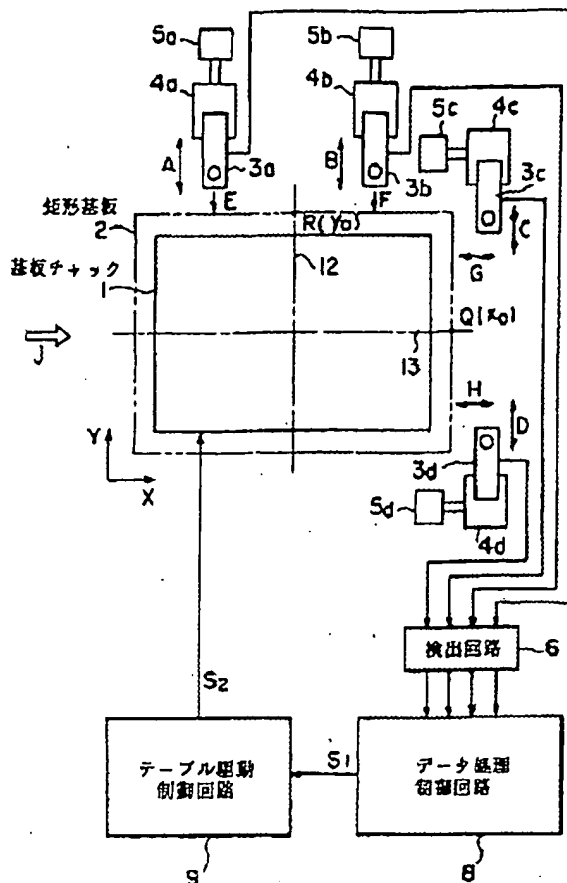 5a
5b
4a
4b
5c
4c
A
3a
B
3b
3c
矩形基板
2
E
R(y0)
F
C
基板チャック
1
12
G
Q(x0)
J
13
H
D
Y
X
3d
5d
4d
検出回路
6
S2
テーブル駆動
制御回路
S1
データ処理
制御回路
9
8